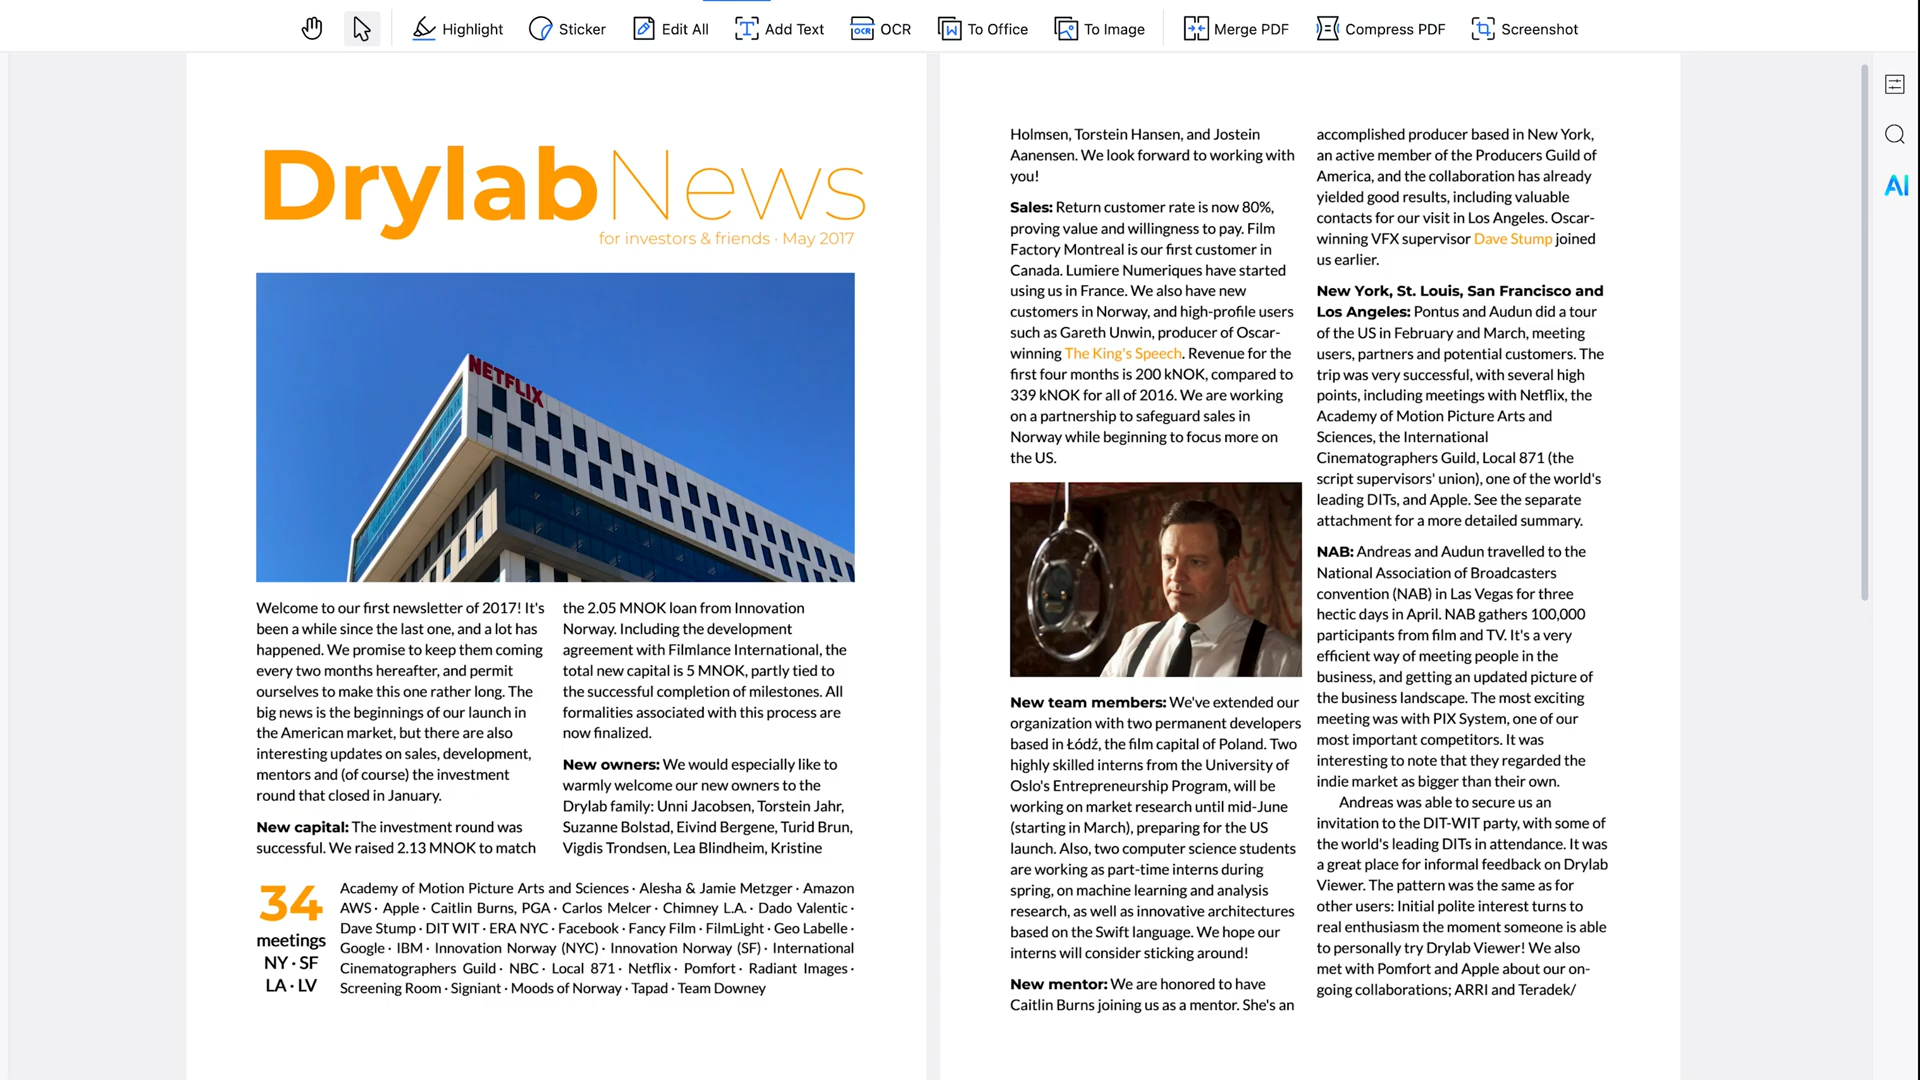 Highlight
Sticker
Edit All
Add Text
OCR
To Office
To Image
Merge PDF
Compress PDF
Screenshot
AI
DrylabNews
for investors & friends · May 2017
NETFLIX
Welcome to our first newsletter of 2017! It's
been a while since the last one, and a lot has
happened. We promise to keep them coming
every two months hereafter, and permit
ourselves to make this one rather long. The
big news is the beginnings of our launch in
the American market, but there are also
interesting updates on sales, development,
mentors and (of course) the investment
round that closed in January.
New capital: The investment round was
successful. We raised 2.13 MNOK to match
the 2.05 MNOK loan from Innovation
Norway. Including the development
agreement with Filmlance International, the
total new capital is 5 MNOK, partly tied to
the successful completion of milestones. All
formalities associated with this process are
now finalized.
New owners: We would especially like to
warmly welcome our new owners to the
Drylab family: Unni Jacobsen, Torstein Jahr,
Suzanne Bolstad, Eivind Bergene, Turid Brun,
Vigdis Trondsen, Lea Blindheim, Kristine
34
meetings
NY · SF
LA · LV
Academy of Motion Picture Arts and Sciences · Alesha & Jamie Metzger · Amazon
AWS · Apple · Caitlin Burns, PGA · Carlos Melcer · Chimney L.A. · Dado Valentic ·
Dave Stump · DIT WIT · ERA NYC · Facebook · Fancy Film · FilmLight · Geo Labelle ·
Google · IBM · Innovation Norway (NYC) · Innovation Norway (SF) · International
Cinematographers Guild · NBC · Local 871 · Netflix · Pomfort · Radiant Images ·
Screening Room · Signiant · Moods of Norway · Tapad · Team Downey
Holmsen, Torstein Hansen, and Jostein
Aanensen. We look forward to working with
you!
Sales: Return customer rate is now 80%,
proving value and willingness to pay. Film
Factory Montreal is our first customer in
Canada. Lumiere Numeriques have started
using us in France. We also have new
customers in Norway, and high-profile users
such as Gareth Unwin, producer of Oscar-
winning The King's Speech. Revenue for the
first four months is 200 kNOK, compared to
339 kNOK for all of 2016. We are working
on a partnership to safeguard sales in
Norway while beginning to focus more on
the US.
New team members: We've extended our
organization with two permanent developers
based in Łódź, the film capital of Poland. Two
highly skilled interns from the University of
Oslo's Entrepreneurship Program, will be
working on market research until mid-June
(starting in March), preparing for the US
launch. Also, two computer science students
are working as part-time interns during
spring, on machine learning and analysis
research, as well as innovative architectures
based on the Swift language. We hope our
interns will consider sticking around!
New mentor: We are honored to have
Caitlin Burns joining us as a mentor. She's an
accomplished producer based in New York,
an active member of the Producers Guild of
America, and the collaboration has already
yielded good results, including valuable
contacts for our visit in Los Angeles. Oscar-
winning VFX supervisor Dave Stump joined
us earlier.
New York, St. Louis, San Francisco and
Los Angeles: Pontus and Audun did a tour
of the US in February and March, meeting
users, partners and potential customers. The
trip was very successful, with several high
points, including meetings with Netflix, the
Academy of Motion Picture Arts and
Sciences, the International
Cinematographers Guild, Local 871 (the
script supervisors' union), one of the world's
leading DITs, and Apple. See the separate
attachment for a more detailed summary.
NAB: Andreas and Audun travelled to the
National Association of Broadcasters
convention (NAB) in Las Vegas for three
hectic days in April. NAB gathers 100,000
participants from film and TV. It's a very
efficient way of meeting people in the
business, and getting an updated picture of
the business landscape. The most exciting
meeting was with PIX System, one of our
most important competitors. It was
interesting to note that they regarded the
indie market as bigger than their own.
Andreas was able to secure us an
invitation to the DIT-WIT party, with some of
the world's leading DITs in attendance. It was
a great place for informal feedback on Drylab
Viewer. The pattern was the same as for
other users: Initial polite interest turns to
real enthusiasm the moment someone is able
to personally try Drylab Viewer! We also
met with Pomfort and Apple about our on-
going collaborations; ARRI and Teradek/